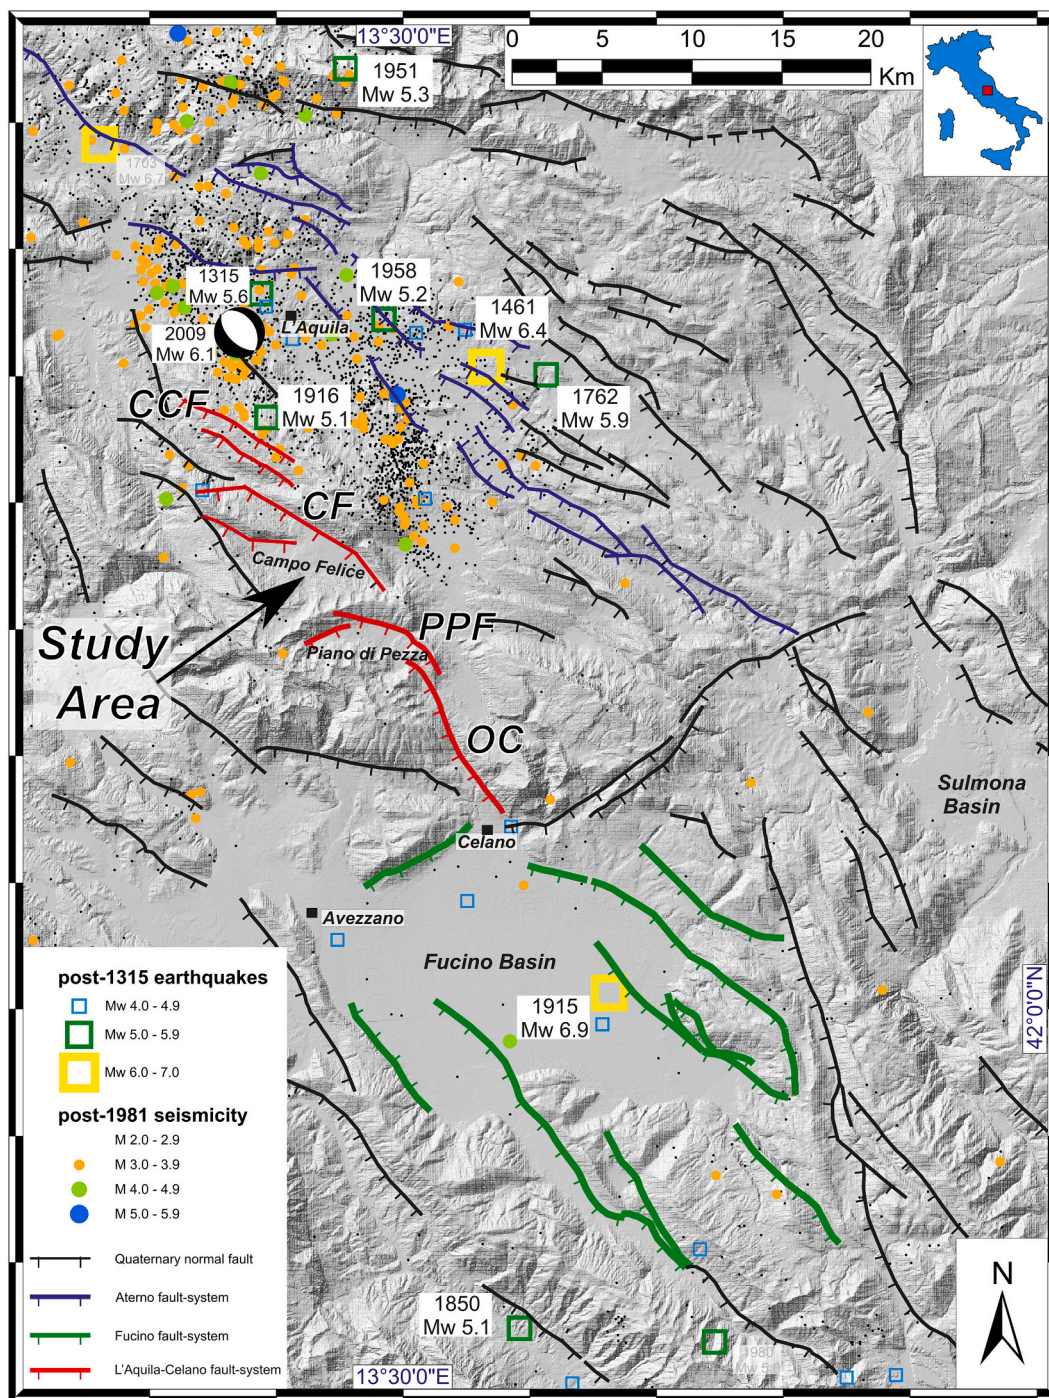 13°30'0"E
0 5 10 15 20
Km
1951
Mw 5.3
1703
Mw 6.7
1315
Mw 5.6
1958
Mw 5.2
1461
Mw 6.4
2009
Mw 6.1
L'Aquila
1916
Mw 5.1
1762
Mw 5.9
CCF
CF
Campo Felice
PPF
Piano di Pezza
Study
Area
OC
Sulmona
Basin
Celano
Avezzano
Fucino Basin
1915
Mw 6.9
42°0'0"N
post-1315 earthquakes
Mw 4.0 - 4.9
Mw 5.0 - 5.9
Mw 6.0 - 7.0
post-1981 seismicity
M 2.0 - 2.9
M 3.0 - 3.9
M 4.0 - 4.9
M 5.0 - 5.9
Quaternary normal fault
Aterno fault-system
Fucino fault-system
L'Aquila-Celano fault-system
1850
Mw 5.1
1980
N
13°30'0"E